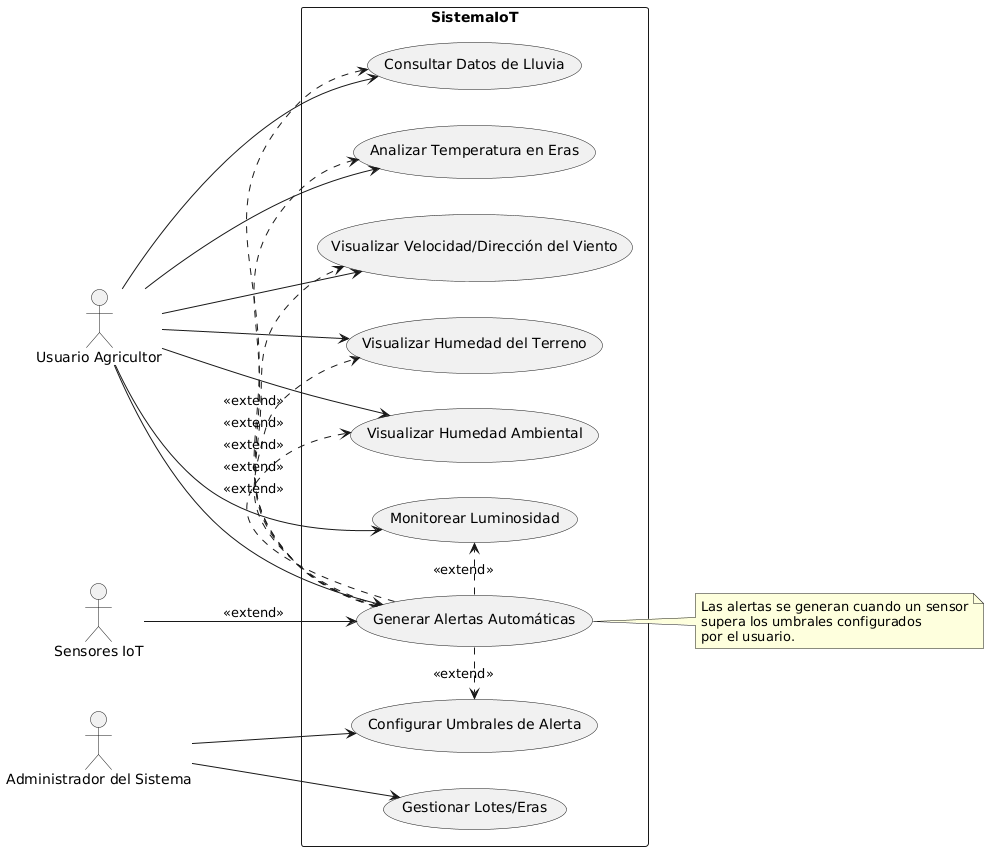 SistemaIoT
Consultar Datos de Lluvia
Analizar Temperatura en Eras
Visualizar Velocidad/Dirección del Viento
Visualizar Humedad del Terreno
Usuario Agricultor
«extend»
«extend»
«extend»
«extend»
«extend»
Visualizar Humedad Ambiental
Monitorear Luminosidad
«extend»
«extend»
Generar Alertas Automáticas
Las alertas se generan cuando un sensor
supera los umbrales configurados
por el usuario.
Sensores IoT
«extend»
Configurar Umbrales de Alerta
Administrador del Sistema
Gestionar Lotes/Eras